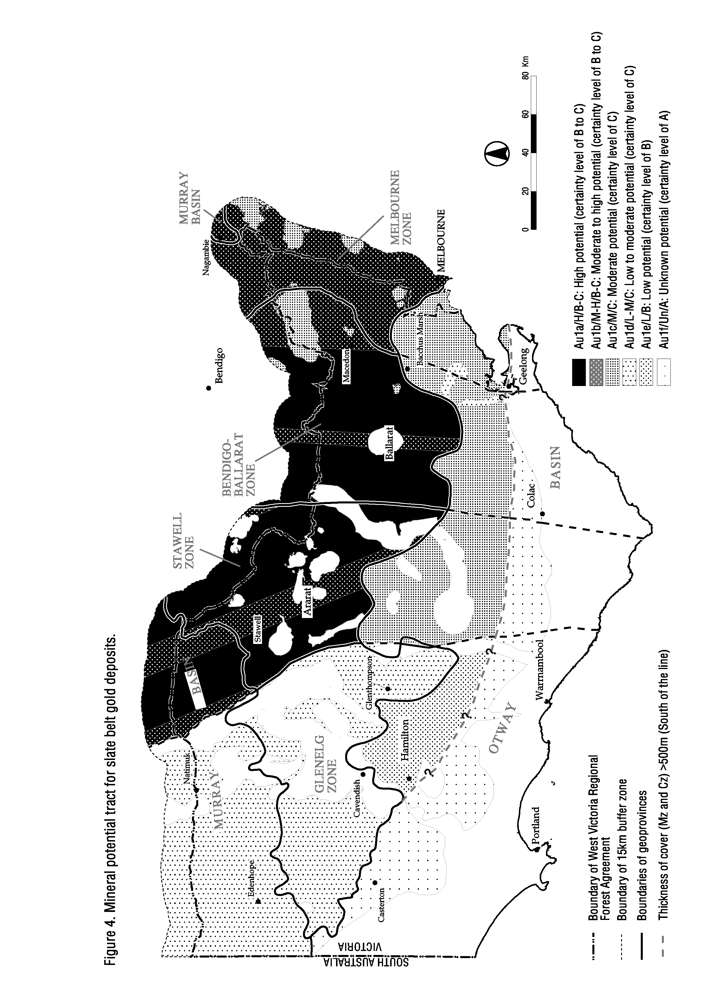 Figure 4. Mineral potential tract for slate belt gold deposits.
MURRAY
BASIN
Nagambie
STAWELL
ZONE
Bendigo
BENDIGO-
BALLARAT
ZONE
BASIN
Natimuk
MURRAY
Stawell
Edenhope
Ararat
Macedon
MELBOURNE
ZONE
GLENELG
ZONE
Cavendish
Glenthompson
Ballarat
Casterton
Hamilton
Bacchus Marsh
MELBOURNE
VICTORIA
SOUTH AUSTRALIA
?
?
?
?
OTWAY
Geelong
Colac
Warrnambool
Portland
BASIN
0 20 40 60 80 Km
Boundary of West Victoria Regional
Forest Agreement
Boundary of 15km buffer zone
Boundaries of geoprovinces
Thickness of cover (Mz and Cz) >500m (South of the line)
Au1a/H/B-C: High potential (certainty level of B to C)
Au1b/M-H/B-C: Moderate to high potential (certainty level of B to C)
Au1c/M/C: Moderate potential (certainty level of C)
Au1d/L-M/C: Low to moderate potential (certainty level of C)
Au1e/L/B: Low potential (certainty level of B)
Au1f/Un/A: Unknown potential (certainty level of A)